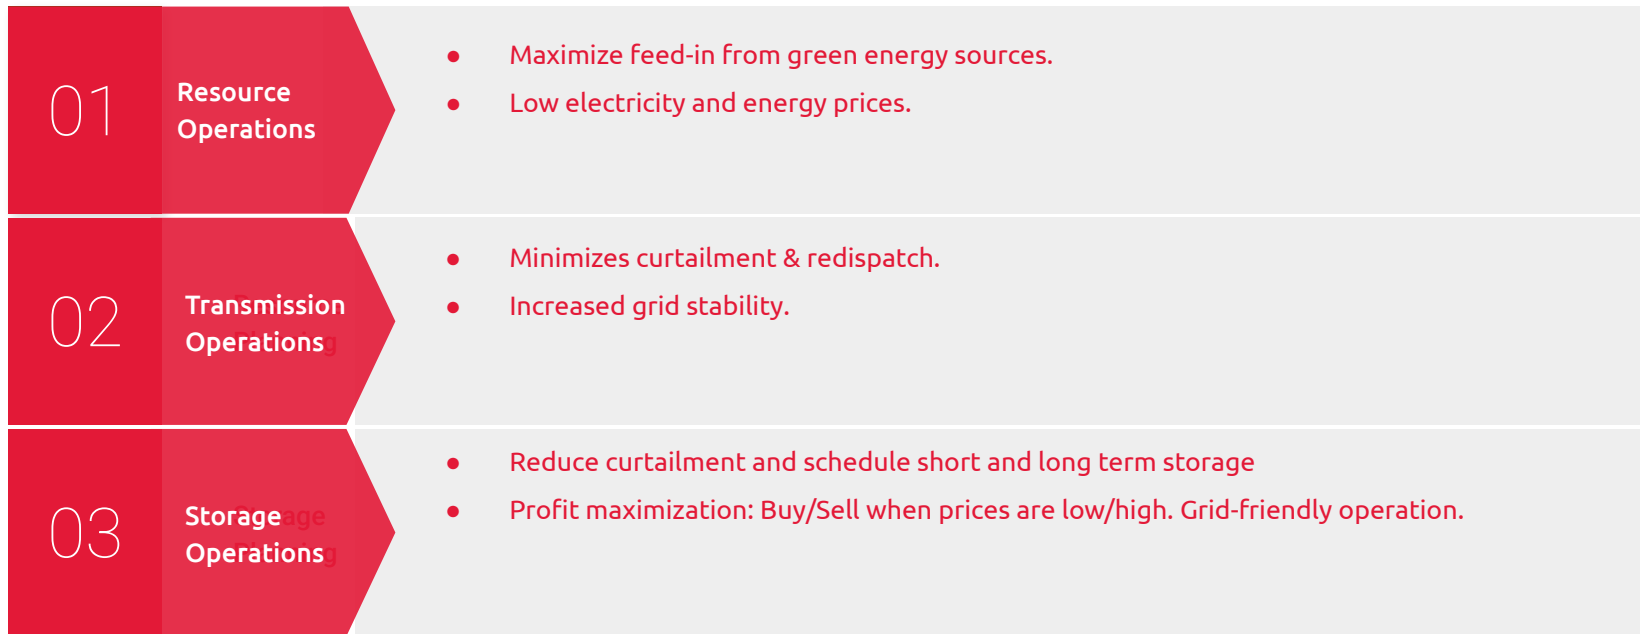 01
Resource
Operations
● Maximize feed-in from green energy sources.
● Low electricity and energy prices.
02
Transmission
Operations
● Minimizes curtailment & redispatch.
● Increased grid stability.
03
Storage
Operations
● Reduce curtailment and schedule short and long term storage
● Profit maximization: Buy/Sell when prices are low/high. Grid-friendly operation.